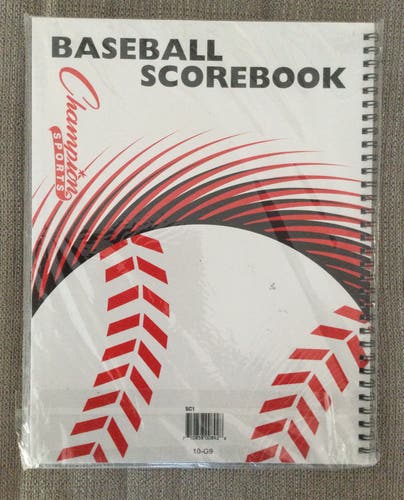 BASEBALL
SCOREBOOK
Champion
SPORTS
SC1
10-G9